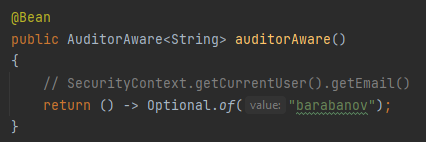 @Bean
public AuditorAware<String> auditorAware()
{
// SecurityContext.getCurrentUser().getEmail()
return () -> Optional.of( value: "barabanov");
}